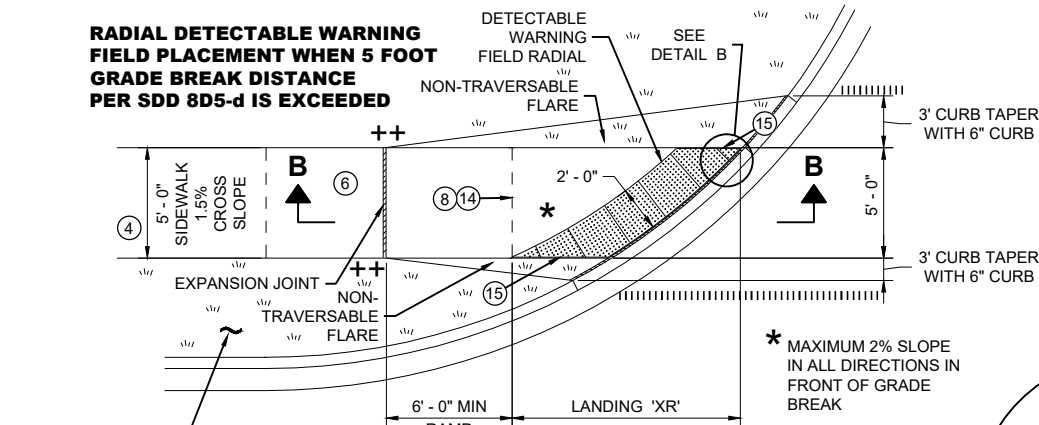 RADIAL DETECTABLE WARNING
FIELD PLACEMENT WHEN 5 FOOT
GRADE BREAK DISTANCE
PER SDD 8D5-d IS EXCEEDED
DETECTABLE
WARNING
FIELD RADIAL
SEE
DETAIL B
NON-TRAVERSABLE
FLARE
15
3' CURB TAPER
WITH 6" CURB
++
4
5' - 0"
SIDEWALK
1.5%
CROSS
SLOPE
B
6
8 14
2' - 0"
*
B
5' - 0"
3' CURB TAPER
WITH 6" CURB
++
EXPANSION JOINT
NON-
TRAVERSABLE
FLARE
15
* MAXIMUM 2% SLOPE
IN ALL DIRECTIONS IN
FRONT OF GRADE
BREAK
6' - 0" MIN
RAMP
LANDING 'XR'